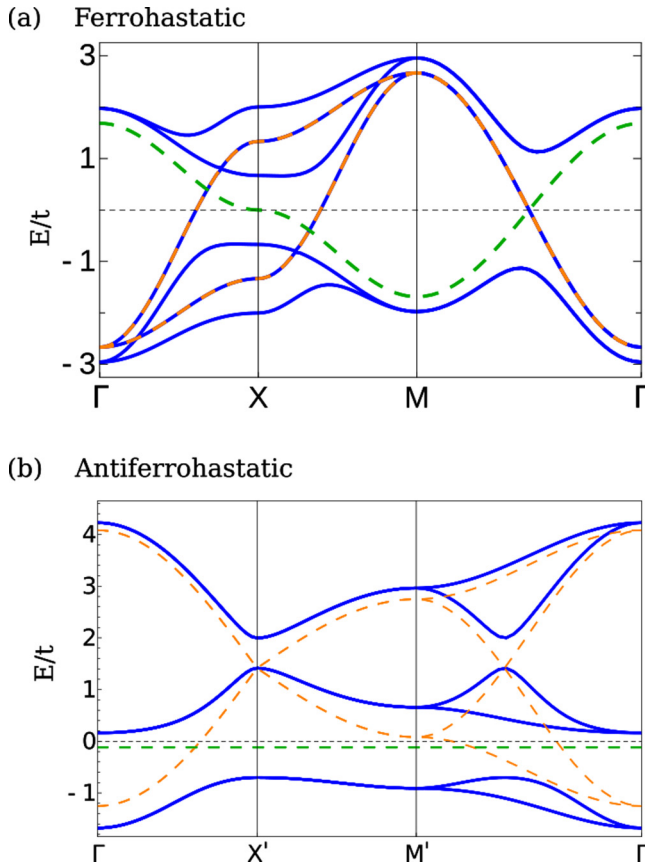 (a) Ferrohastatic
3
1
-1
-3
E/t
Γ X M Γ
(b) Antiferrohastatic
4
3
2
1
0
-1
E/t
Γ X' M' Γ